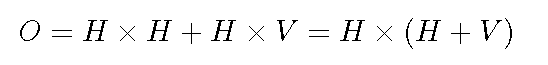 O = H × H + H × V = H × (H + V)